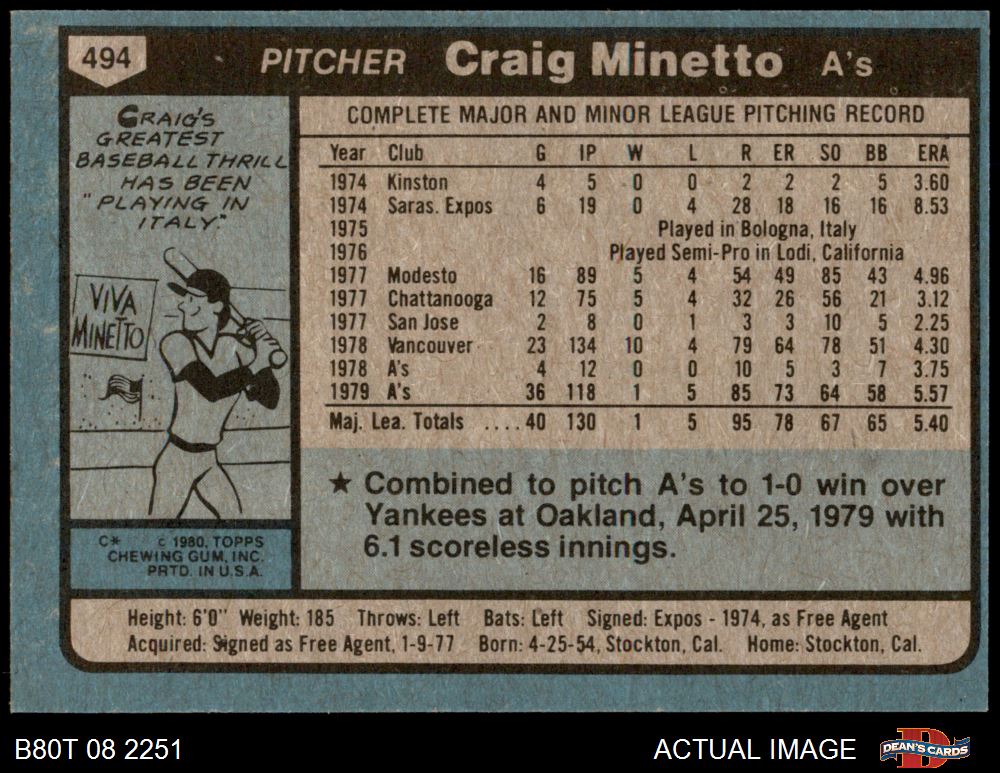 494 PITCHER Craig Minetto A's
CRAIG'S
GREATEST
BASEBALL THRILL
HAS BEEN
"PLAYING IN
ITALY."
VIVA
MINETTO
C* © 1980, TOPPS
CHEWING GUM, INC.
PRTD. IN U.S.A.
COMPLETE MAJOR AND MINOR LEAGUE PITCHING RECORD
Year Club G IP W L R ER SO BB ERA
1974 Kinston 4 5 0 0 2 2 2 5 3.60
1974 Saras. Expos 6 19 0 4 28 18 16 16 8.53
1975 Played in Bologna, Italy
1976 Played Semi-Pro in Lodi, California
1977 Modesto 16 89 5 4 54 49 85 43 4.96
1977 Chattanooga 12 75 5 4 32 26 56 21 3.12
1977 San Jose 2 8 0 1 3 3 10 5 2.25
1978 Vancouver 23 134 10 4 79 64 78 51 4.30
1978 A's 4 12 0 0 10 5 3 7 3.75
1979 A's 36 118 1 5 85 73 64 58 5.57
Maj. Lea. Totals .... 40 130 1 5 95 78 67 65 5.40
★ Combined to pitch A's to 1-0 win over
Yankees at Oakland, April 25, 1979 with
6.1 scoreless innings.
Height: 6'0" Weight: 185 Throws: Left Bats: Left Signed: Expos - 1974, as Free Agent
Acquired: Signed as Free Agent, 1-9-77 Born: 4-25-54, Stockton, Cal. Home: Stockton, Cal.
B80T 08 2251 ACTUAL IMAGE DEAN'S CARDS